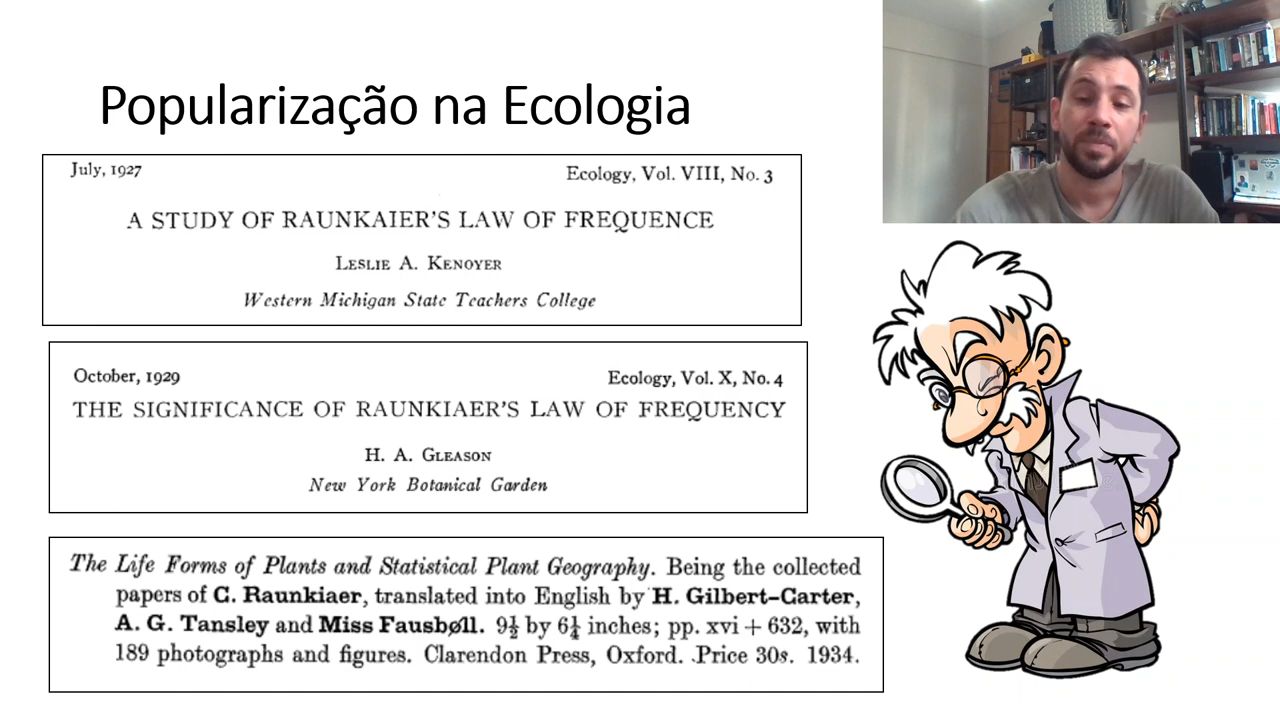 Popularização na Ecologia
July, 1927 Ecology, Vol. VIII, No. 3
A STUDY OF RAUNKAIER'S LAW OF FREQUENCE
Leslie A. Kenoyer
Western Michigan State Teachers College
October, 1929 Ecology, Vol. X, No. 4
THE SIGNIFICANCE OF RAUNKIAER'S LAW OF FREQUENCY
H. A. Gleason
New York Botanical Garden
The Life Forms of Plants and Statistical Plant Geography. Being the collected
papers of C. Raunkiaer, translated into English by H. Gilbert-Carter,
A. G. Tansley and Miss Fausbøll. 9½ by 6¼ inches; pp. xvi + 632, with
189 photographs and figures. Clarendon Press, Oxford. Price 30s. 1934.